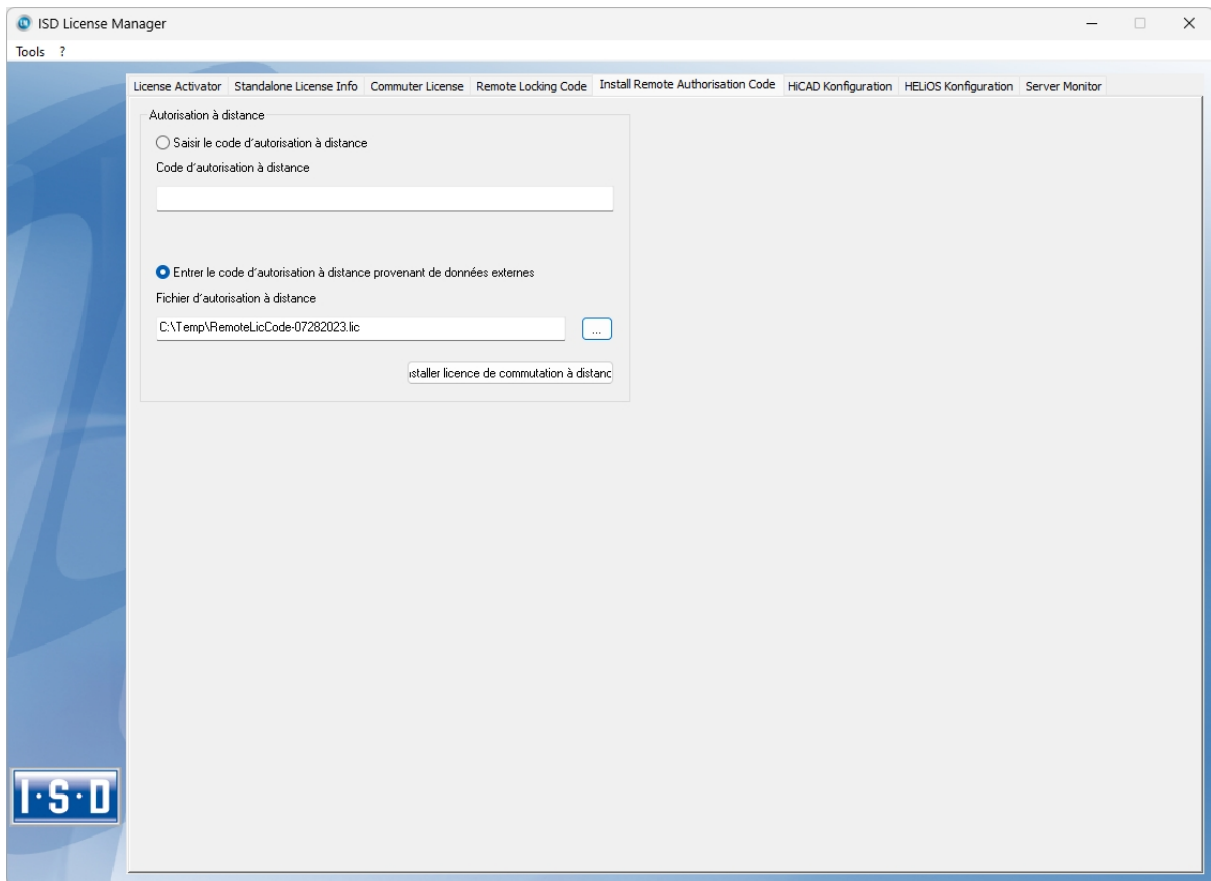 ISD License Manager
Tools ?
License Activator Standalone License Info Commuter License Remote Locking Code Install Remote Authorisation Code HiCAD Konfiguration HELiOS Konfiguration Server Monitor
Autorisation à distance
Saisir le code d´autorisation à distance
Code d´autorisation à distance
Entrer le code d´autorisation à distance provenant de données externes
Fichier d´autorisation à distance
C:\Temp\RemoteLicCode-07282023.lic ...
staller licence de commutation à distanc
I·S·D